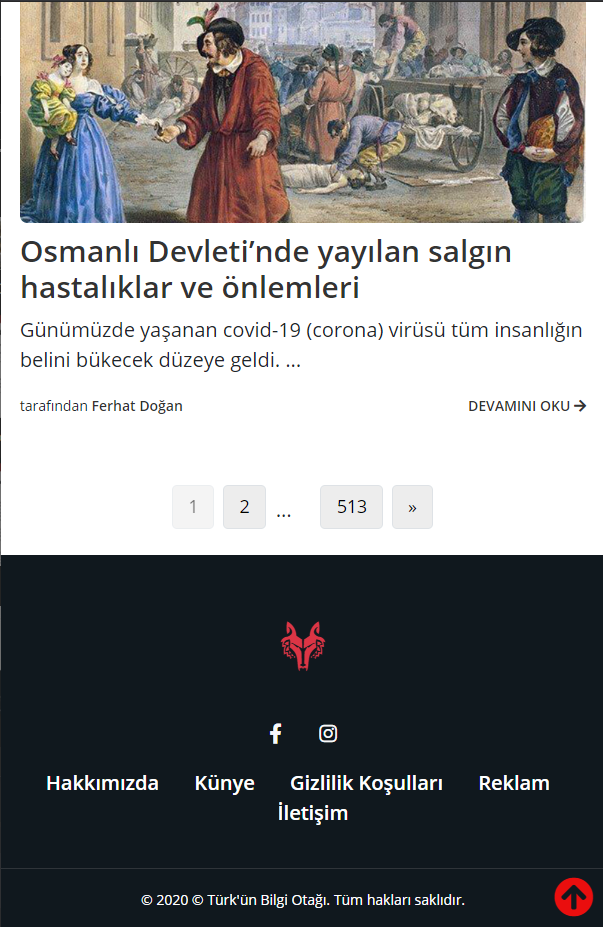 Osmanlı Devleti’nde yayılan salgın
hastalıklar ve önlemleri
Günümüzde yaşanan covid-19 (corona) virüsü tüm insanlığın
belini bükecek düzeye geldi. ...
tarafından Ferhat Doğan
DEVAMINI OKU
1 2 ... 513 »
Hakkımızda Künye Gizlilik Koşulları Reklam
İletişim
© 2020 © Türk'ün Bilgi Otağı. Tüm hakları saklıdır.